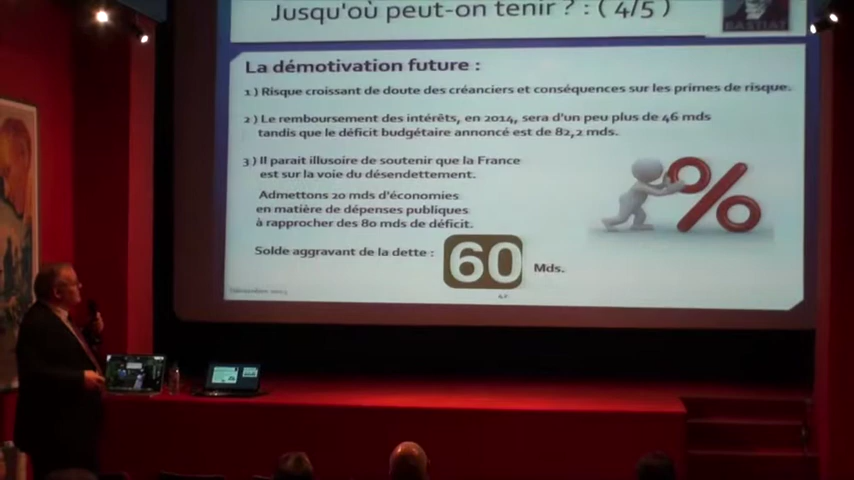 Jusqu'où peut-on tenir ? : ( 4/5 )
BASTIAT
La démotivation future :
1 ) Risque croissant de doute des créanciers et conséquences sur les primes de risque.
2 ) Le remboursement des intérêts, en 2014, sera d'un peu plus de 46 mds
tandis que le déficit budgétaire annoncé est de 82,2 mds.
3 ) Il parait illusoire de soutenir que la France
est sur la voie du désendettement.
Admettons 20 mds d'économies
en matière de dépenses publiques
à rapprocher des 80 mds de déficit.
Solde aggravant de la dette :
60
Mds.